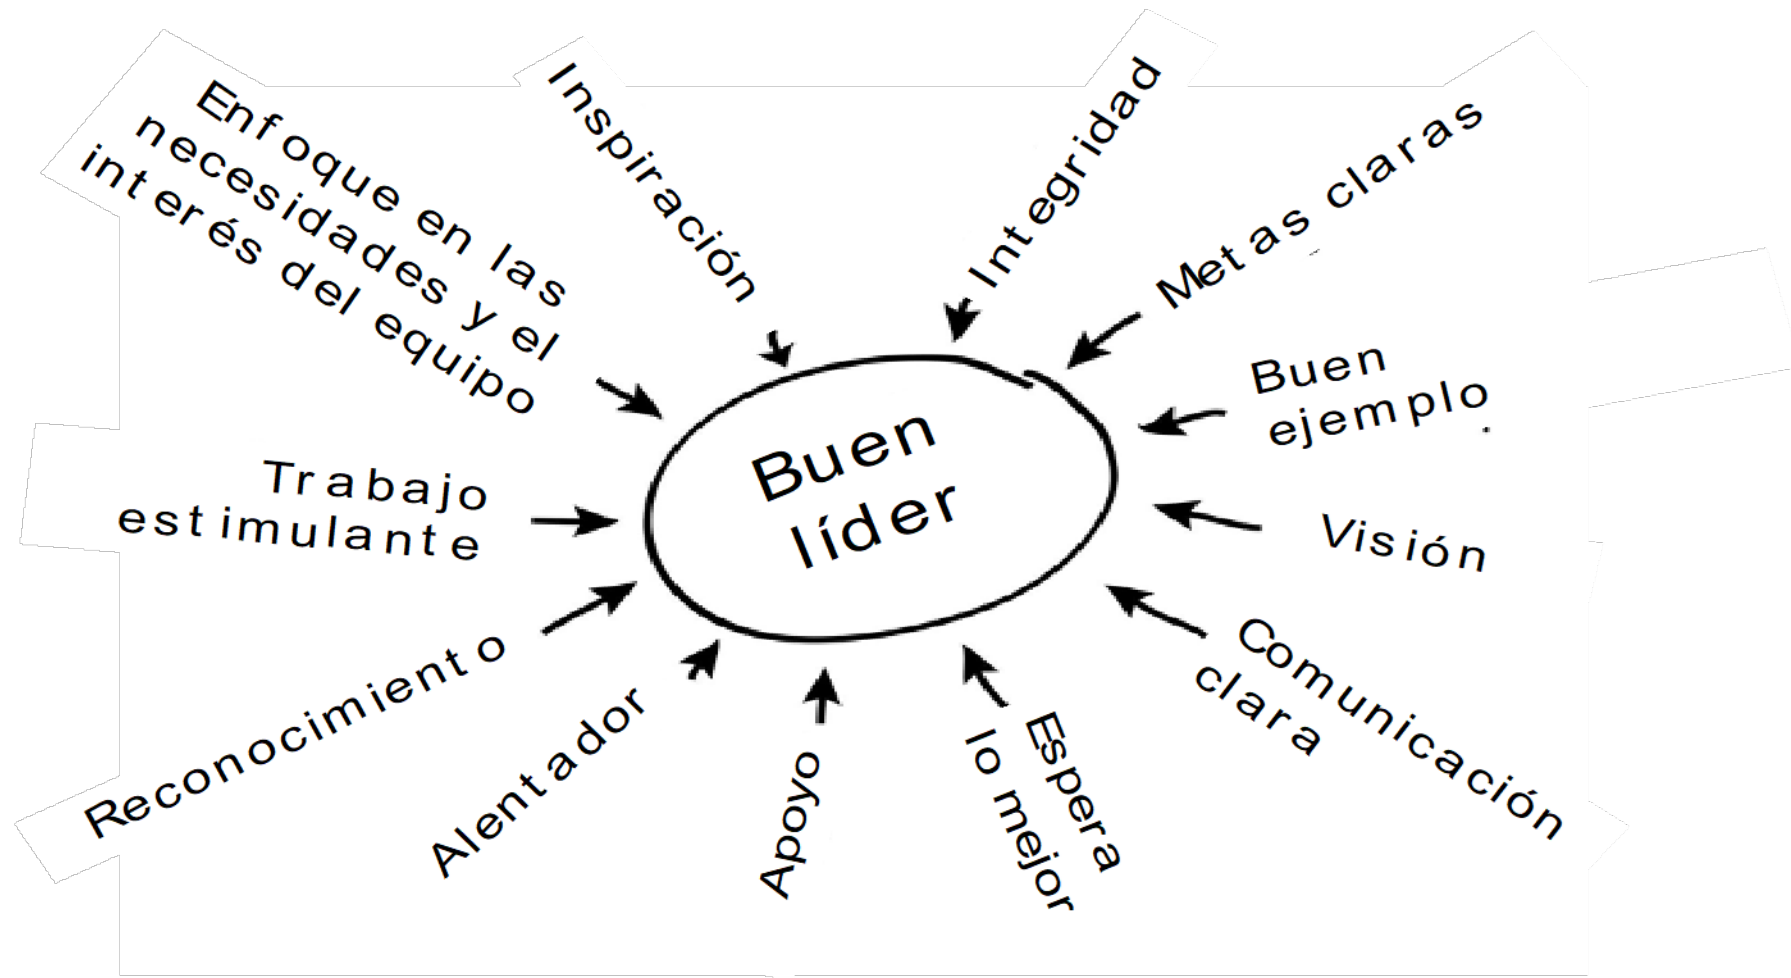 Enfoque en las
necesidades y el
interés del equipo
Inspiración
Integridad
Metas claras
Buen
ejemplo
Visión
Comunicación
clara
Espera
lo mejor
Apoyo
Alentador
Reconocimiento
Trabajo
estimulante
Buen
líder